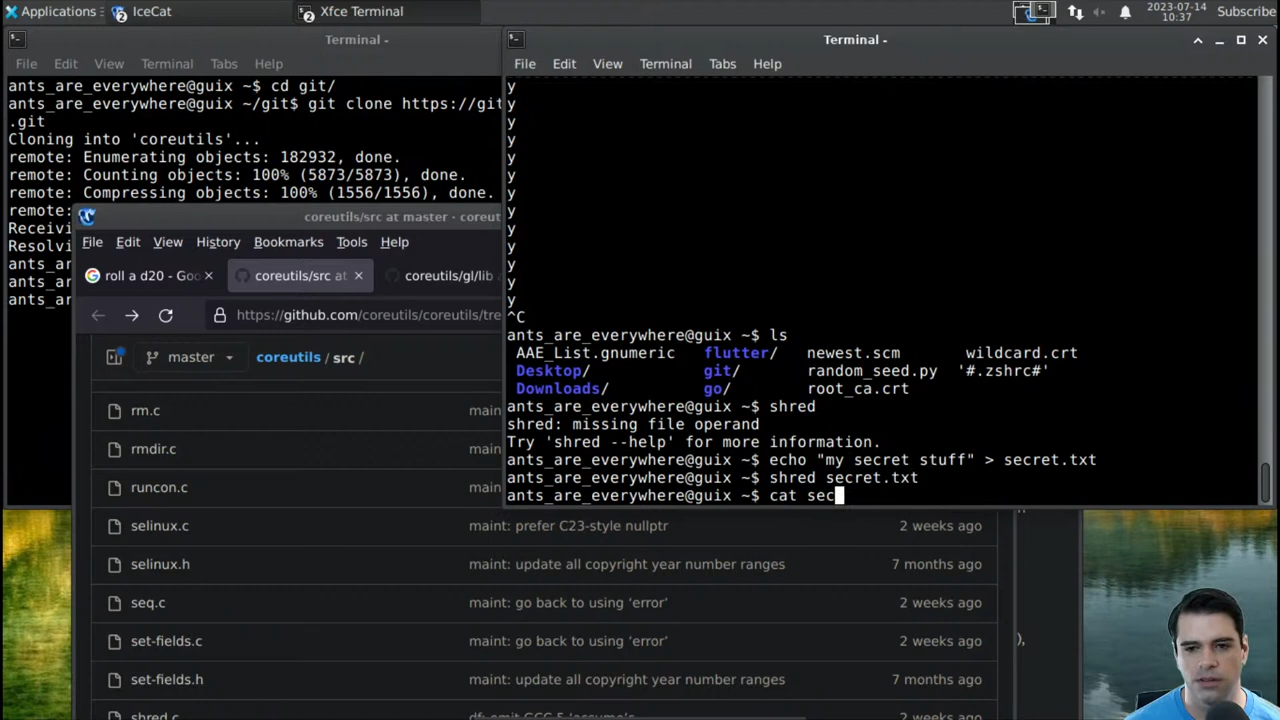 Applications
IceCat
Xfce Terminal
2023-07-14
10:37
Subscribe
Terminal -
File Edit View Terminal Tabs Help
ants_are_everywhere@guix ~$ cd git/
ants_are_everywhere@guix ~/git$ git clone https://git
.git
Cloning into 'coreutils'...
remote: Enumerating objects: 182932, done.
remote: Counting objects: 100% (5873/5873), done.
remote: Compressing objects: 100% (1556/1556), done.
remote:
Receivi
Resolvi
ants_ar
ants_ar
ants_ar
coreutils/src at master · coreut
File Edit View History Bookmarks Tools Help
roll a d20 - Goo
coreutils/src at
coreutils/gl/lib
https://github.com/coreutils/coreutils/tre
master
coreutils / src /
rm.c main
rmdir.c main
runcon.c main
selinux.c maint: prefer C23-style nullptr 2 weeks ago
selinux.h maint: update all copyright year number ranges 7 months ago
seq.c maint: go back to using 'error' 2 weeks ago
set-fields.c maint: go back to using 'error' 2 weeks ago
set-fields.h maint: update all copyright year number ranges 7 months ago
shred.c
Terminal -
File Edit View Terminal Tabs Help
y
y
y
y
y
y
y
y
y
y
y
y
y
^C
ants_are_everywhere@guix ~$ ls
AAE_List.gnumeric flutter/ newest.scm wildcard.crt
Desktop/ git/ random_seed.py '#.zshrc#'
Downloads/ go/ root_ca.crt
ants_are_everywhere@guix ~$ shred
shred: missing file operand
Try 'shred --help' for more information.
ants_are_everywhere@guix ~$ echo "my secret stuff" > secret.txt
ants_are_everywhere@guix ~$ shred secret.txt
ants_are_everywhere@guix ~$ cat sec